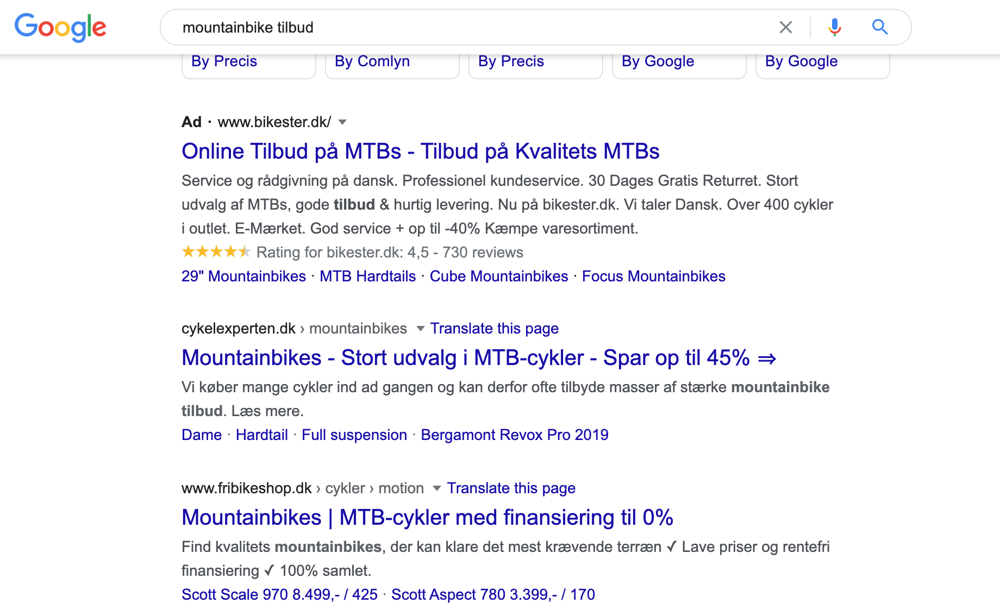 Google
mountainbike tilbud
By Precis
By Comlyn
By Precis
By Google
By Google
Ad · www.bikester.dk/
Online Tilbud på MTBs - Tilbud på Kvalitets MTBs
Service og rådgivning på dansk. Professionel kundeservice. 30 Dages Gratis Returret. Stort
udvalg af MTBs, gode tilbud & hurtig levering. Nu på bikester.dk. Vi taler Dansk. Over 400 cykler
i outlet. E-Mærket. God service + op til -40% Kæmpe varesortiment.
Rating for bikester.dk: 4,5 - 730 reviews
29" Mountainbikes · MTB Hardtails · Cube Mountainbikes · Focus Mountainbikes
cykelexperten.dk › mountainbikes Translate this page
Mountainbikes - Stort udvalg i MTB-cykler - Spar op til 45% ⇒
Vi køber mange cykler ind ad gangen og kan derfor ofte tilbyde masser af stærke mountainbike
tilbud. Læs mere.
Dame · Hardtail · Full suspension · Bergamont Revox Pro 2019
www.fribikeshop.dk › cykler › motion Translate this page
Mountainbikes | MTB-cykler med finansiering til 0%
Find kvalitets mountainbikes, der kan klare det mest krævende terræn ✓ Lave priser og rentefri
finansiering ✓ 100% samlet.
Scott Scale 970 8.499,- / 425 · Scott Aspect 780 3.399,- / 170